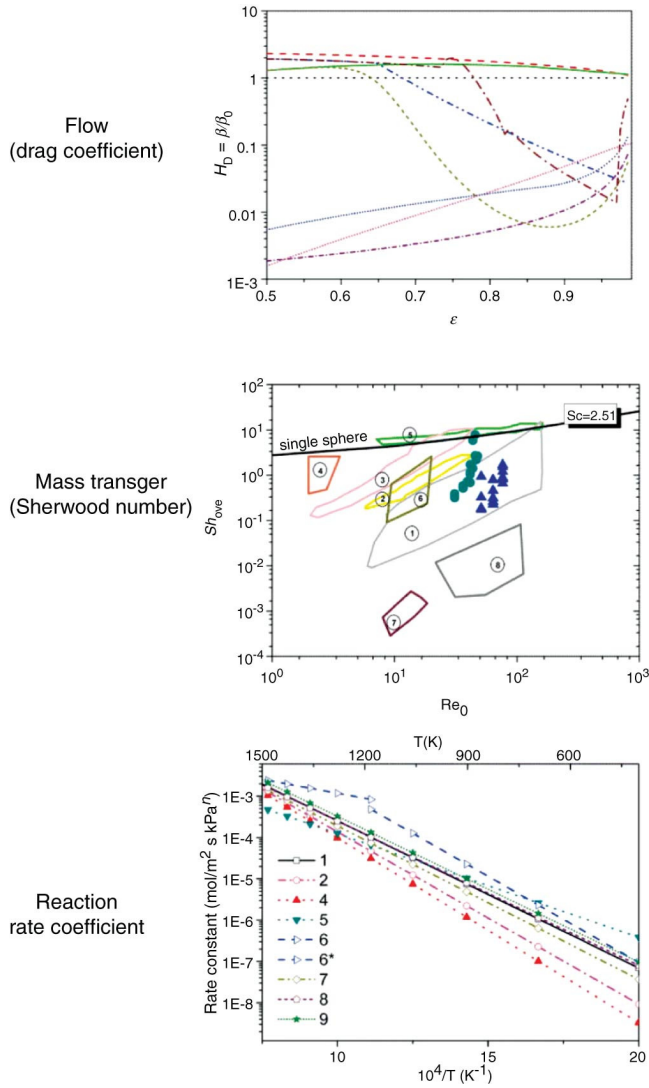 Flow
(drag coefficient)
H_D = β/β_0
10
1
0.1
0.01
1E-3
0.5
0.6
0.7
0.8
0.9
ε
Mass transger
(Sherwood number)
Sh_ove
10^2
10^1
10^0
10^-1
10^-2
10^-3
10^-4
single sphere
Sc=2.51
5
4
3
2
6
1
8
7
10^0
10^1
10^2
10^3
Re_0
Reaction
rate coefficient
T(K)
1500
1200
900
600
Rate constant (mol/m^2 s kPa^n)
1E-3
1E-4
1E-5
1E-6
1E-7
1E-8
1
2
4
5
6
6*
7
8
9
10
15
20
10^4/T (K^-1)